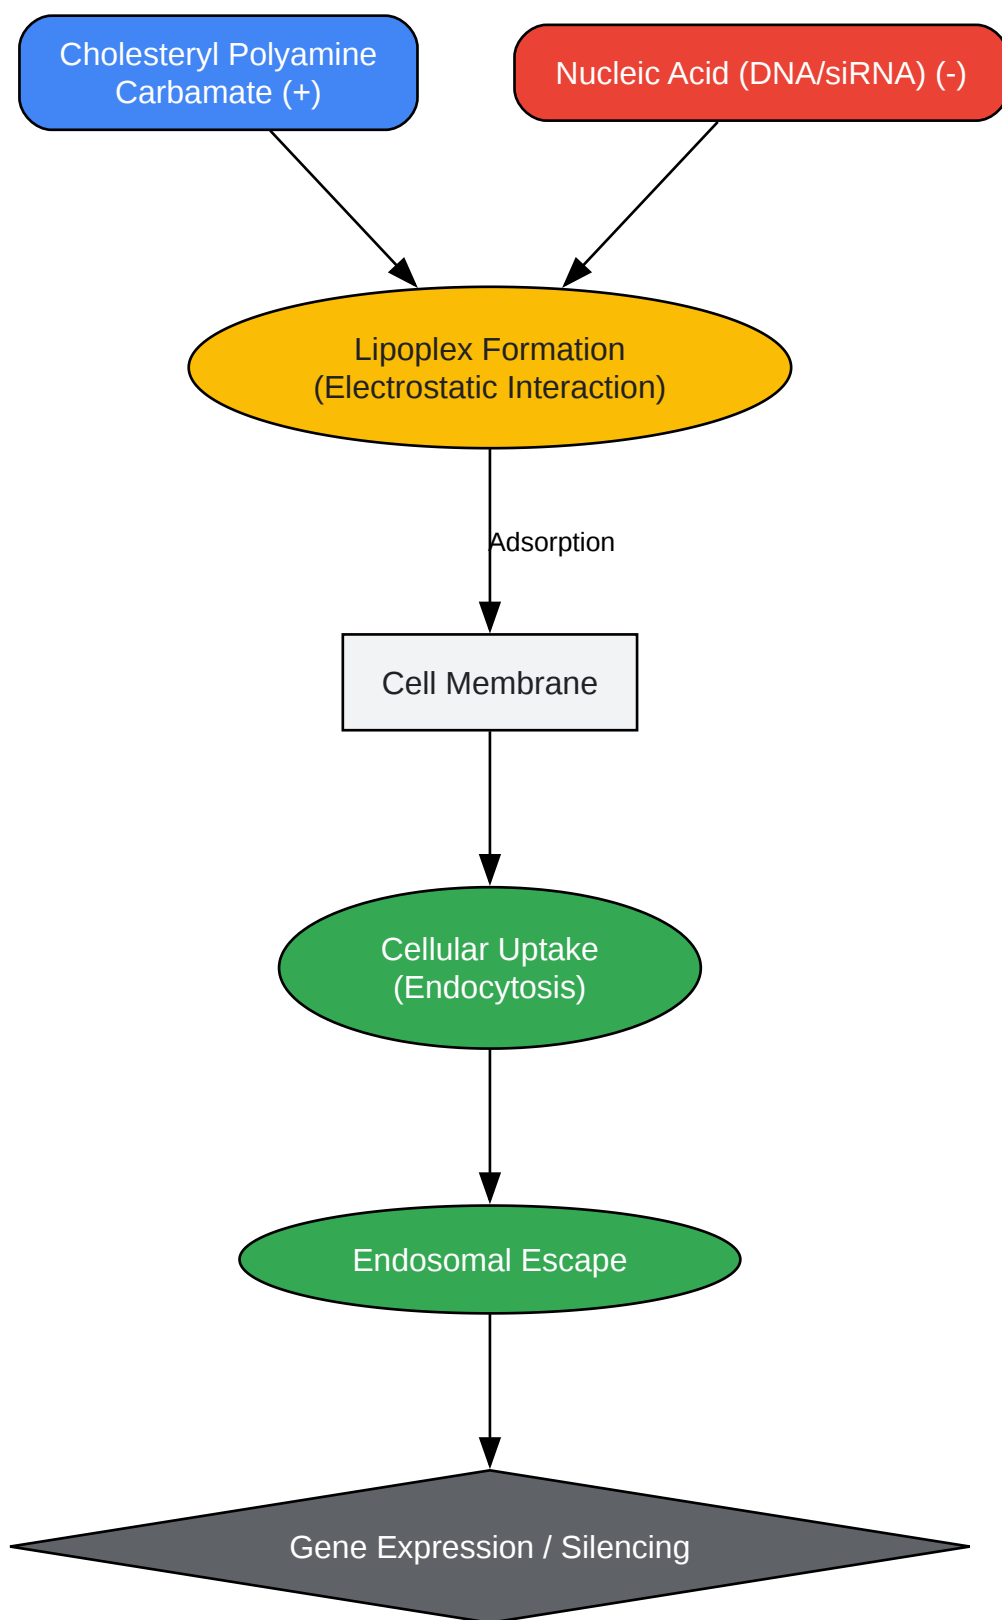 Cholesteryl Polyamine
Carbamate (+)
Nucleic Acid (DNA/siRNA) (-)
Lipoplex Formation
(Electrostatic Interaction)
Adsorption
Cell Membrane
Cellular Uptake
(Endocytosis)
Endosomal Escape
Gene Expression / Silencing